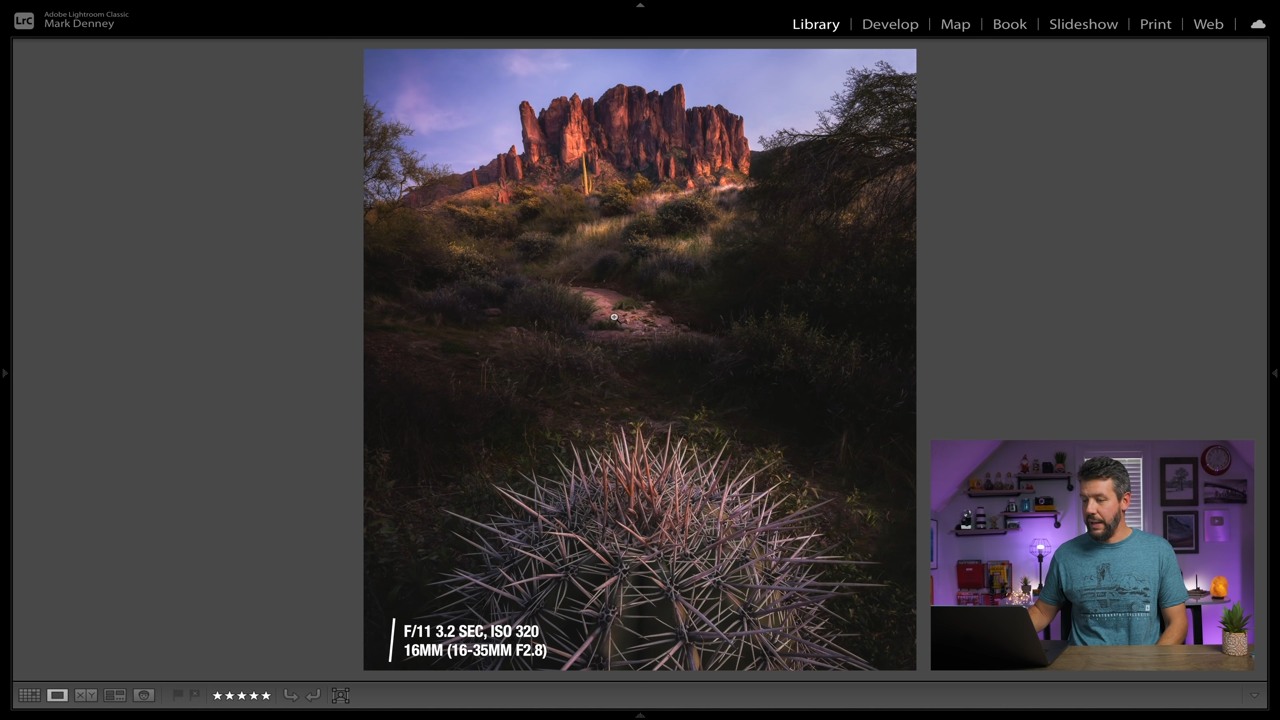 LrC
Adobe Lightroom Classic
Mark Denney
Library
Develop
Map
Book
Slideshow
Print
Web
F/11 3.2 SEC, ISO 320
16MM (16-35MM F2.8)
XY